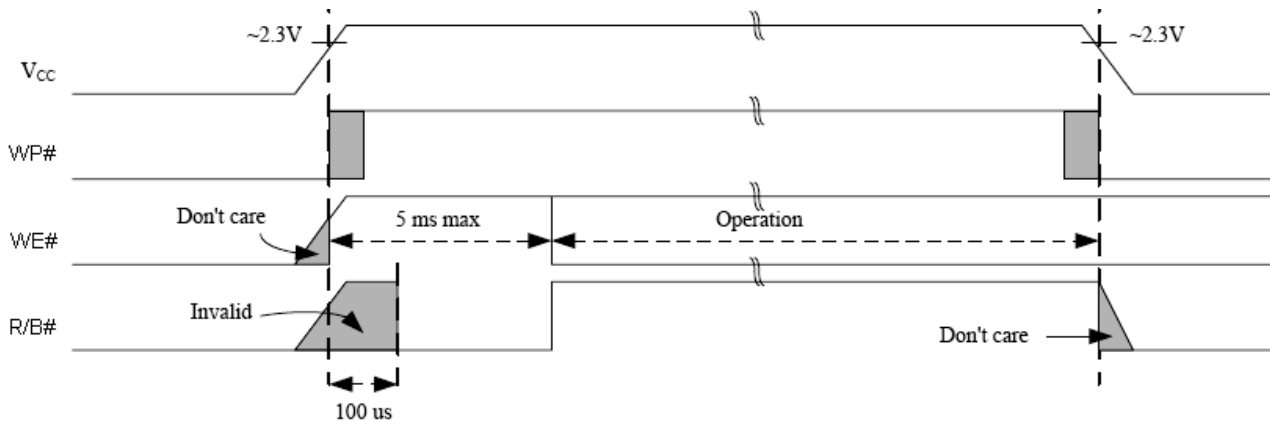 ~2.3V
~2.3V
VCC
WP#
Don't care
5 ms max
Operation
WE#
Invalid
R/B#
Don't care
100 us